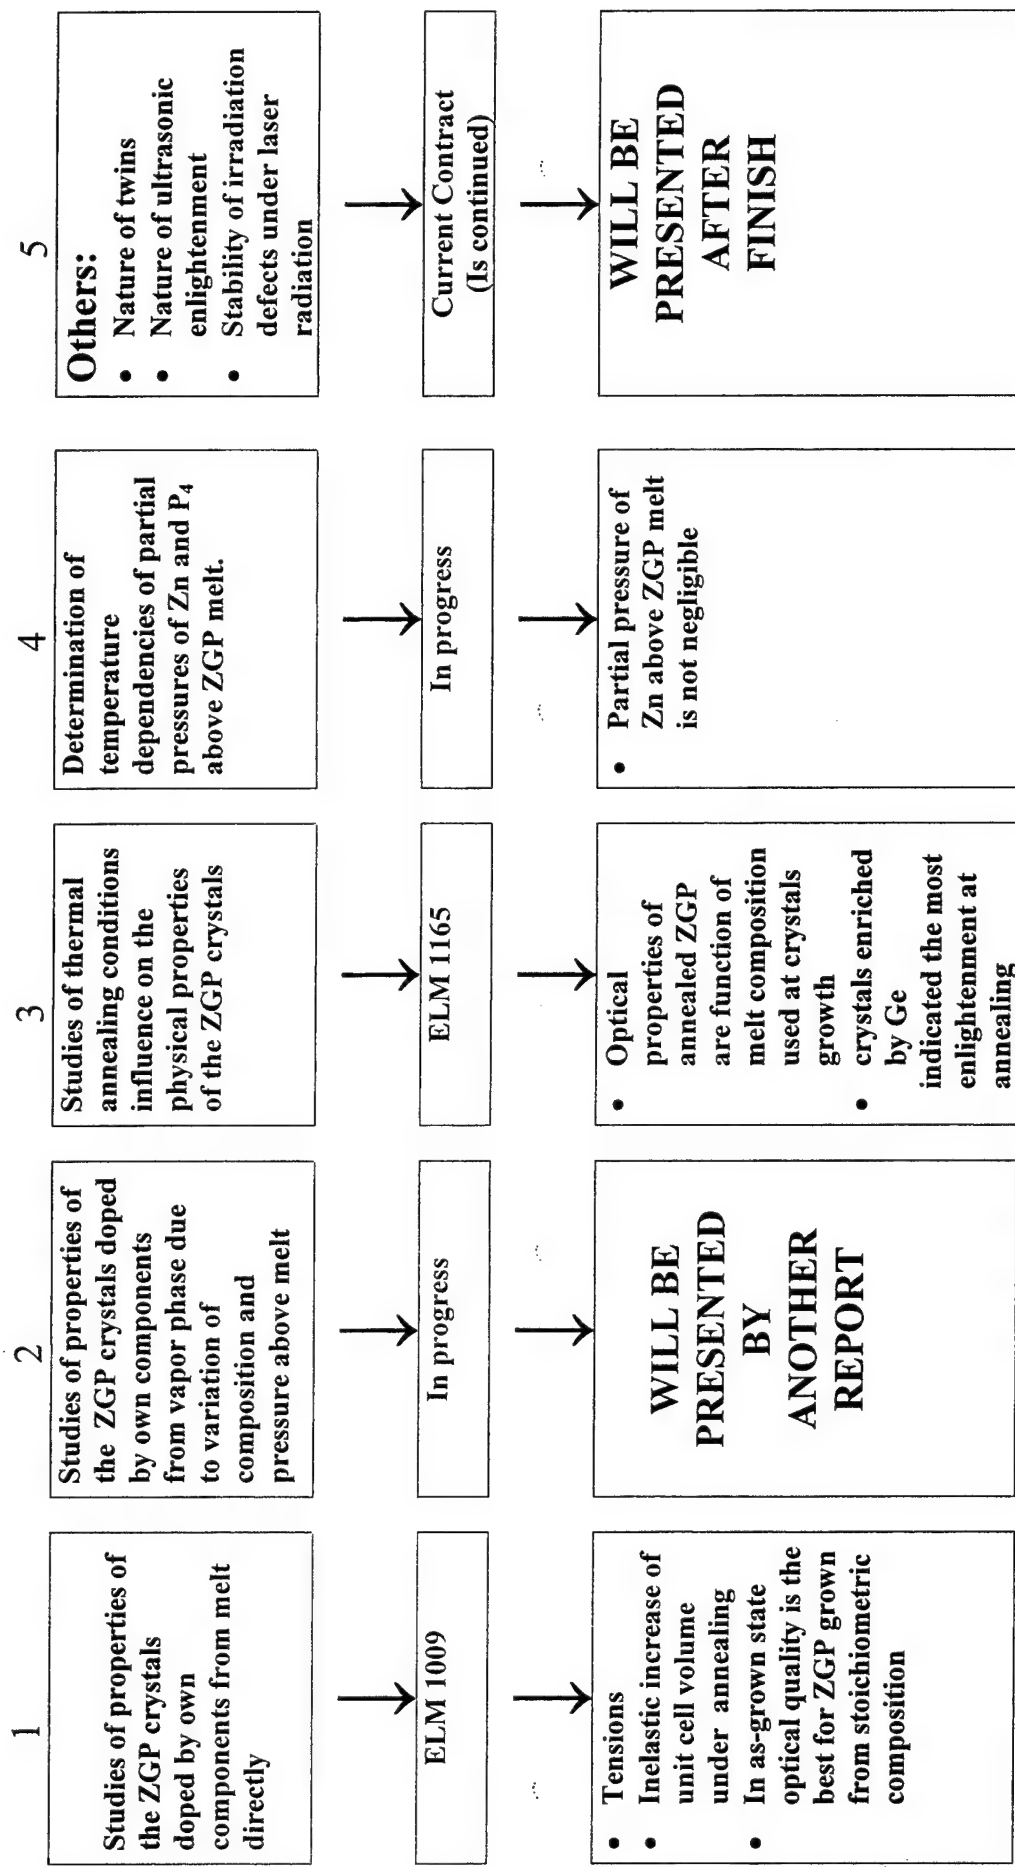 1
Studies of properties of
the ZGP crystals
doped by own
components from melt
directly
ELM 1009
• Tensions
• Inelastic increase of
unit cell volume
under annealing
• In as-grown state
optical quality is the
best for ZGP grown
from stoichiometric
composition
2
Studies of properties of
the ZGP crystals doped
by own components
from vapor phase due
to variation of
composition and
pressure above melt
In progress
WILL BE
PRESENTED
BY
ANOTHER
REPORT
3
Studies of thermal
annealing conditions
influence on the
physical properties
of the ZGP crystals
ELM 1165
• Optical
properties of
annealed ZGP
are function of
melt composition
used at crystals
growth
• crystals enriched
by Ge
indicated the most
enlightenment at
annealing
4
Determination of
temperature
dependencies of partial
pressures of Zn and P₄
above ZGP melt.
In progress
• Partial pressure of
Zn above ZGP melt
is not negligible
5
Others:
• Nature of twins
• Nature of ultrasonic
enlightenment
• Stability of irradiation
defects under laser
radiation
Current Contract
(Is continued)
WILL BE
PRESENTED
AFTER
FINISH